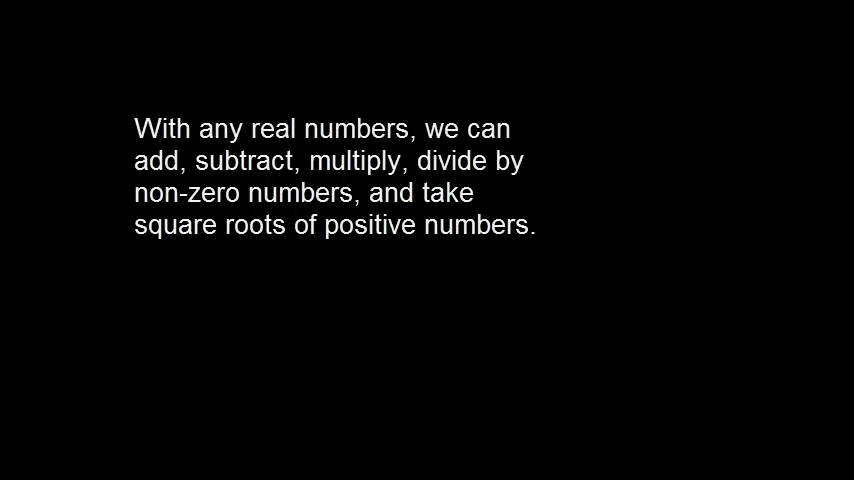 With any real numbers, we can
add, subtract, multiply, divide by
non-zero numbers, and take
square roots of positive numbers.